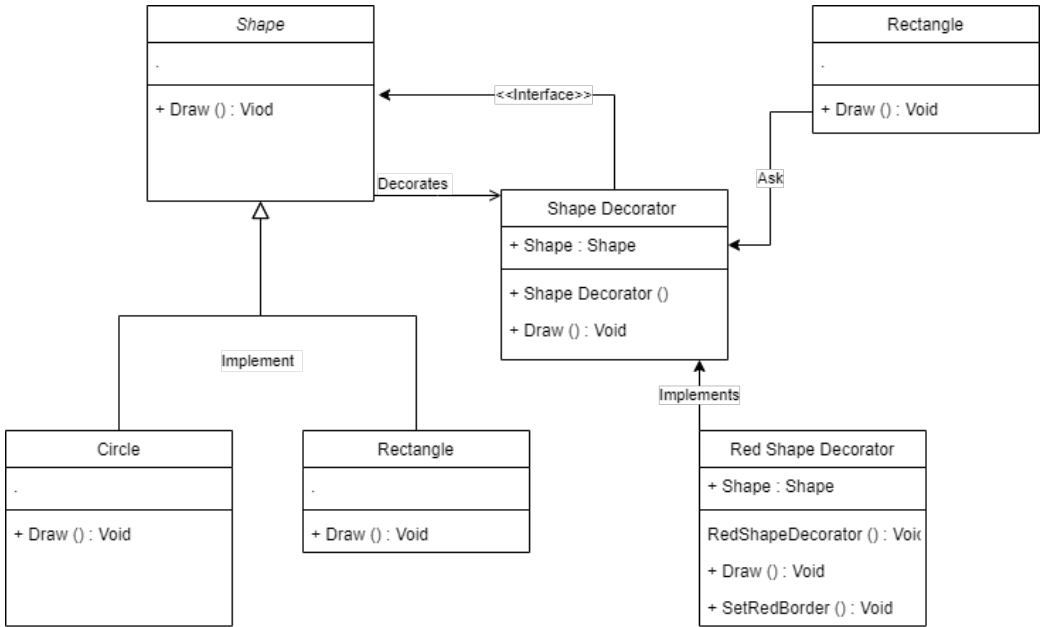 Shape
.
+ Draw () : Viod
Rectangle
.
+ Draw () : Void
<<Interface>>
Decorates
Ask
Shape Decorator
+ Shape : Shape
+ Shape Decorator ()
+ Draw () : Void
Implement
Implements
Circle
.
+ Draw () : Void
Rectangle
.
+ Draw () : Void
Red Shape Decorator
+ Shape : Shape
RedShapeDecorator () : Void
+ Draw () : Void
+ SetRedBorder () : Void